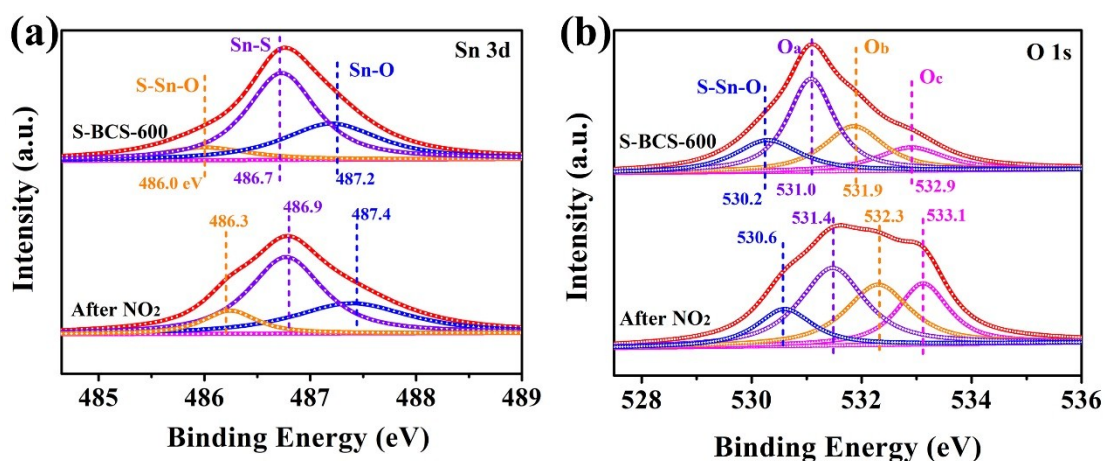 (a)
Sn 3d
Sn-S
S-Sn-O
Sn-O
S-BCS-600
486.0 eV
486.7
487.2
486.3
486.9
487.4
After NO₂
Intensity (a.u.)
485 486 487 488 489
Binding Energy (eV)
(b)
O 1s
Oa
Ob
S-Sn-O
Oc
S-BCS-600
530.2
531.0
531.9
532.9
530.6
531.4
532.3
533.1
After NO₂
Intensity (a.u.)
528 530 532 534 536
Binding Energy (eV)